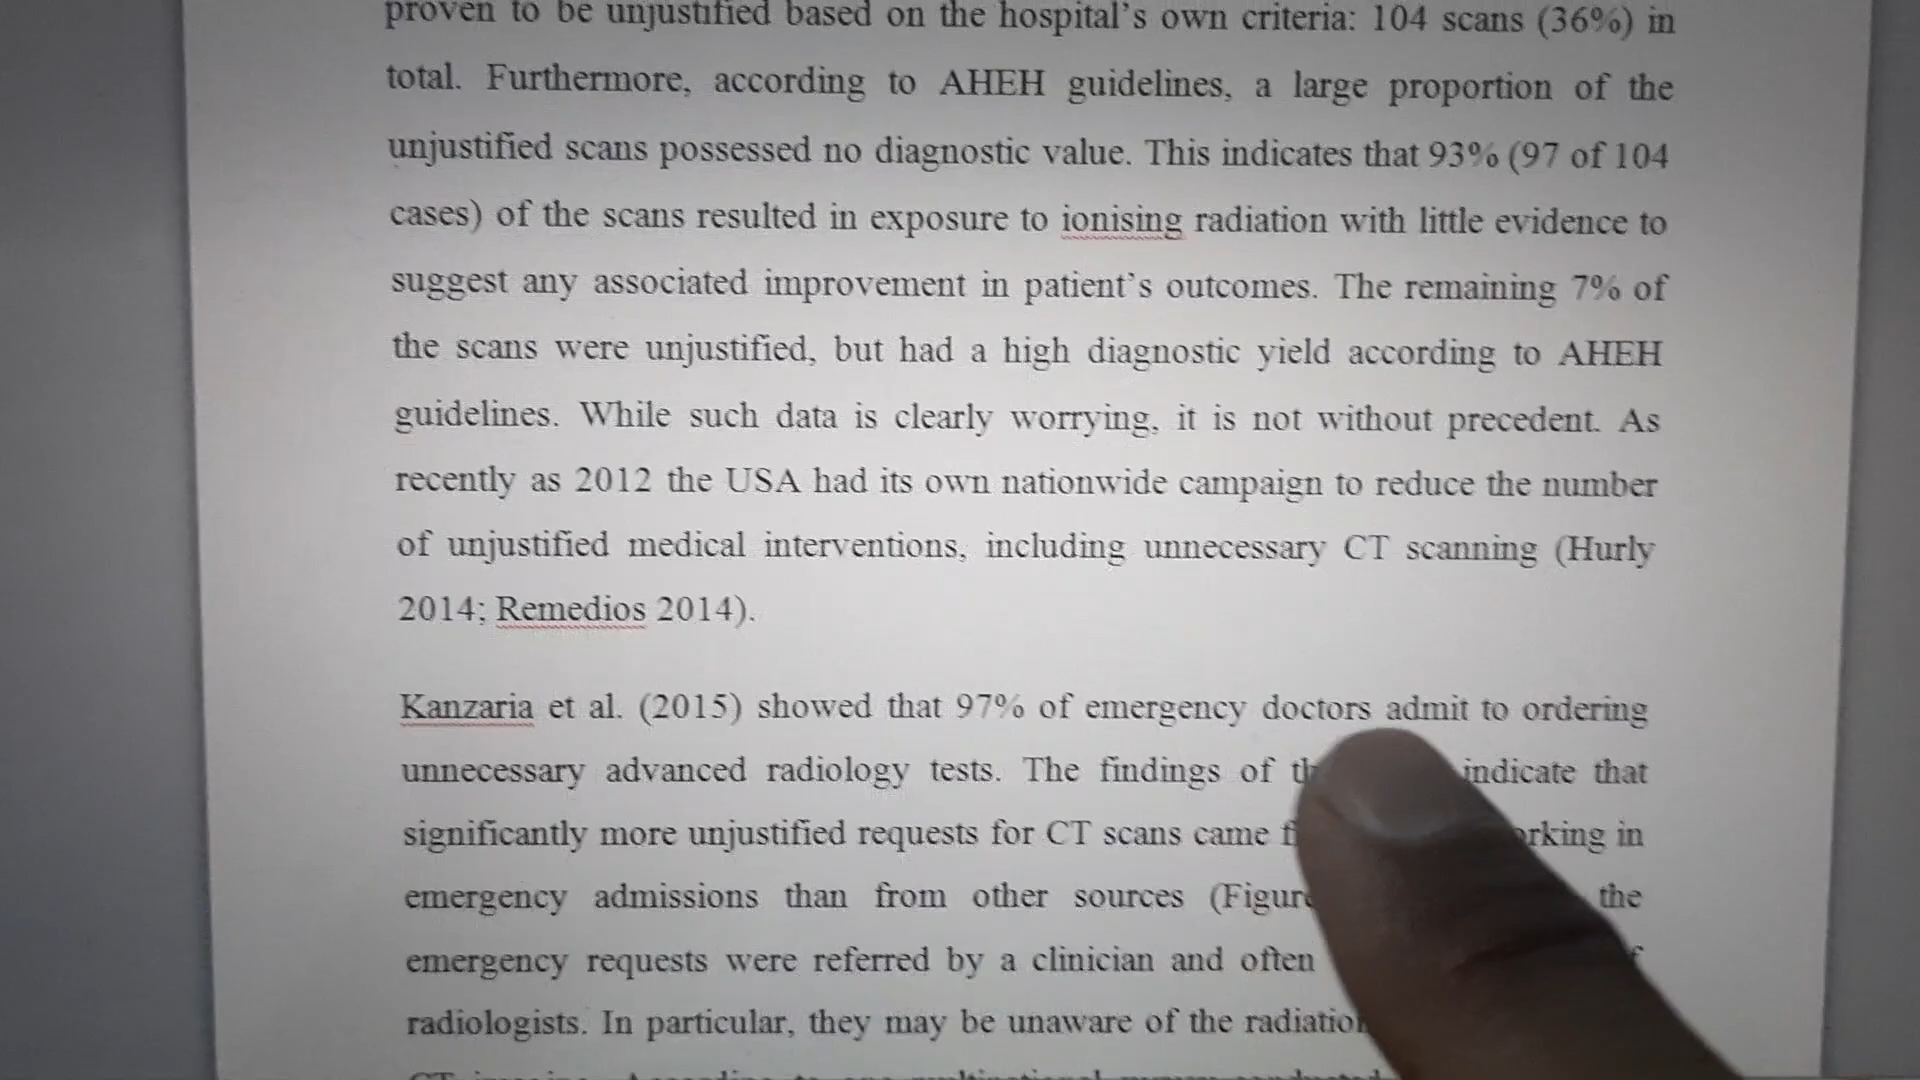 proven to be unjustified based on the hospital's own criteria: 104 scans (36%) in
total. Furthermore, according to AHEH guidelines, a large proportion of the
unjustified scans possessed no diagnostic value. This indicates that 93% (97 of 104
cases) of the scans resulted in exposure to ionising radiation with little evidence to
suggest any associated improvement in patient's outcomes. The remaining 7% of
the scans were unjustified, but had a high diagnostic yield according to AHEH
guidelines. While such data is clearly worrying, it is not without precedent. As
recently as 2012 the USA had its own nationwide campaign to reduce the number
of unjustified medical interventions, including unnecessary CT scanning (Hurly
2014; Remedios 2014).
Kanzaria et al. (2015) showed that 97% of emergency doctors admit to ordering
unnecessary advanced radiology tests. The findings of indicate that
significantly more unjustified requests for CT scans came in
emergency admissions than from other sources (Figure the
emergency requests were referred by a clinician and often
radiologists. In particular, they may be unaware of the